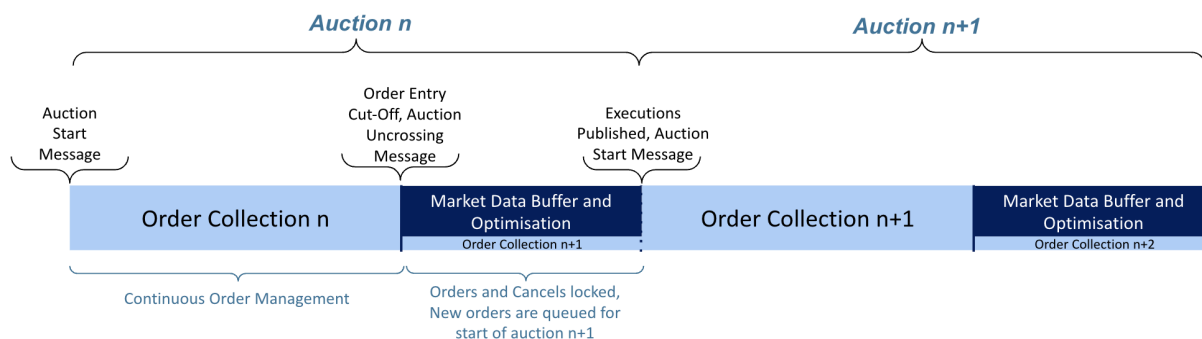 Auction n
Auction n+1
Auction
Start
Message
Order Entry
Cut-Off, Auction
Uncrossing
Message
Executions
Published, Auction
Start Message
Order Collection n
Market Data Buffer and
Optimisation
Order Collection n+1
Order Collection n+1
Market Data Buffer and
Optimisation
Order Collection n+2
Continuous Order Management
Orders and Cancels locked,
New orders are queued for
start of auction n+1